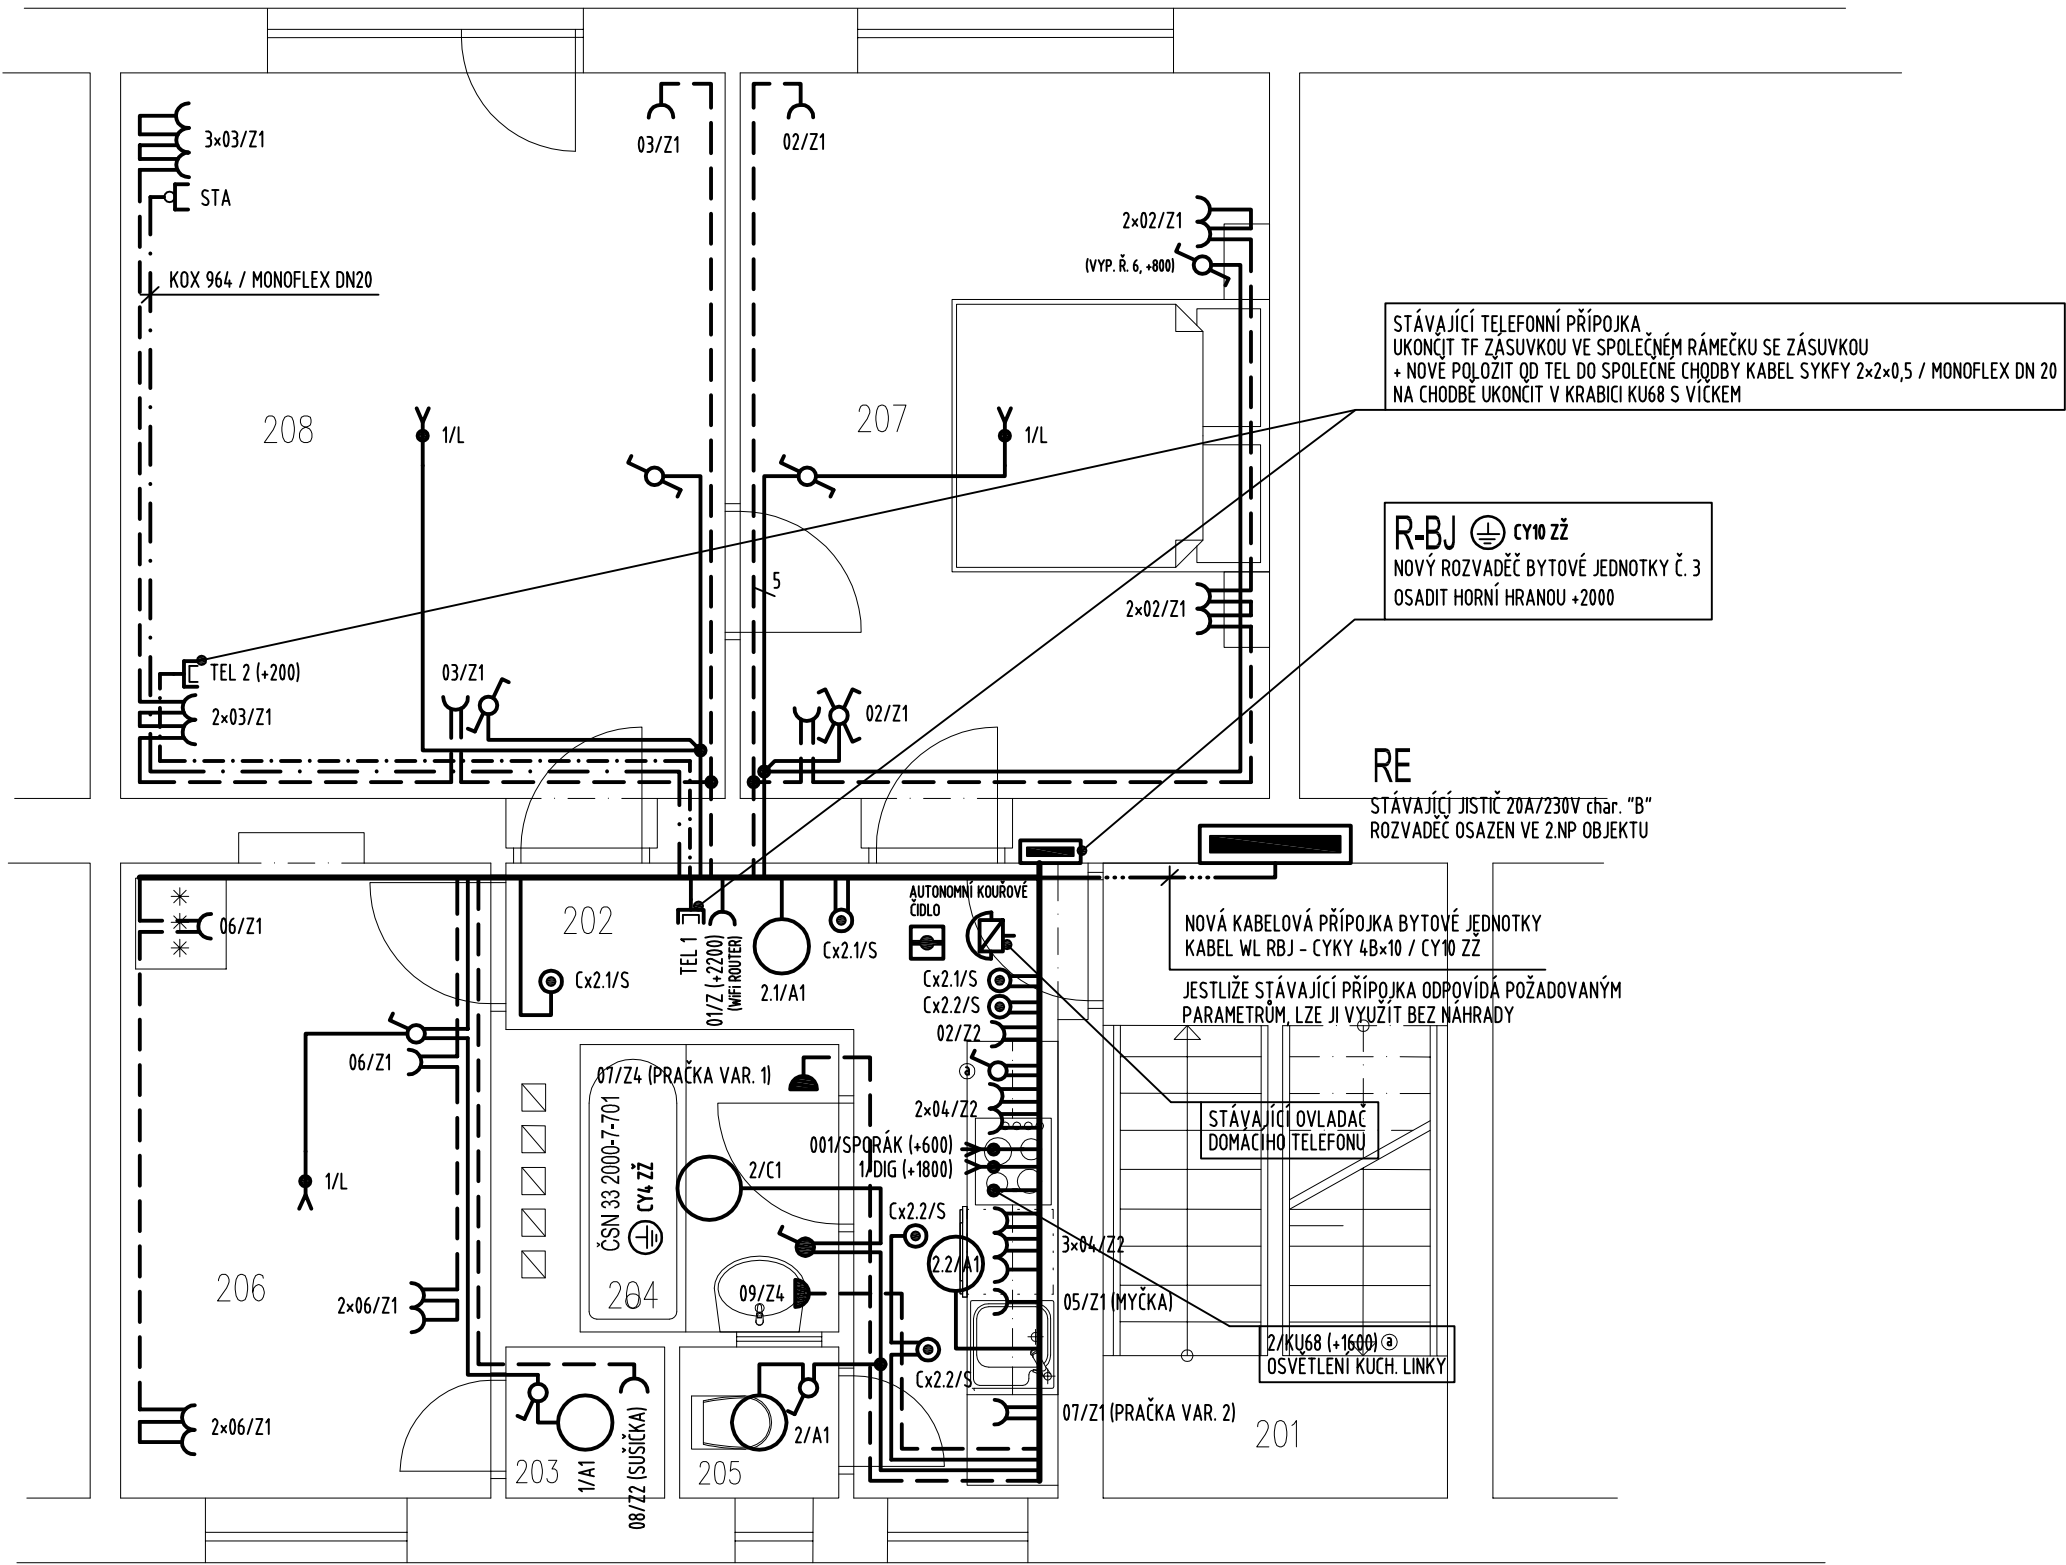 3×03/Z1
STA
KOX 964 / MONOFLEX DN20
03/Z1
02/Z1
2×02/Z1
(VYP. Ř. 6, +800)
208
1/L
207
1/L
STÁVAJÍCÍ TELEFONNÍ PŘÍPOJKA
UKONČIT TF ZÁSUVKOU VE SPOLEČNÉM RÁMEČKU SE ZÁSUVKOU
+ NOVĚ POLOŽIT OD TEL DO SPOLEČNÉ CHODBY KABEL SYKFY 2×2×0,5 / MONOFLEX DN 20
NA CHODBĚ UKONČIT V KRABICI KU68 S VÍČKEM
R-BJ CY10 ZŽ
NOVÝ ROZVADĚČ BYTOVÉ JEDNOTKY Č. 3
OSADIT HORNÍ HRANOU +2000
5
2×02/Z1
TEL 2 (+200)
2×03/Z1
03/Z1
02/Z1
RE
STÁVAJÍCÍ JISTIČ 20A/230V char. "B"
ROZVADĚČ OSAZEN VE 2.NP OBJEKTU
06/Z1
202
Cx2.1/S
TEL 1
01/Z (+2200)
(WiFi ROUTER)
2.1/A1
Cx2.1/S
AUTONOMNÍ KOUŘOVÉ
ČIDLO
NOVÁ KABELOVÁ PŘÍPOJKA BYTOVÉ JEDNOTKY
KABEL WL RBJ – CYKY 4B×10 / CY10 ZŽ
JESTLIŽE STÁVAJÍCÍ PŘÍPOJKA ODPOVÍDÁ POŽADOVANÝM
PARAMETRŮM, LZE JI VYUŽÍT BEZ NÁHRADY
Cx2.1/S
Cx2.2/S
02/Z2
06/Z1
07/Z4 (PRAČKA VAR. 1)
a
2×04/Z2
001/SPORÁK (+600)
1/DIG (+1800)
STÁVAJÍCÍ OVLADAČ
DOMÁCÍHO TELEFONU
1/L
ČSN 33 2000-7-701
CY4 ZŽ
2/C1
Cx2.2/S
3×04/Z2
2.2/A1
206
2×06/Z1
204
09/Z4
05/Z1 (MYČKA)
2/KU68 (+1600) a
OSVĚTLENÍ KUCH. LINKY
Cx2.2/S
2×06/Z1
203
1/A1
08/Z2 (SUŠIČKA)
205
2/A1
07/Z1 (PRAČKA VAR. 2)
201